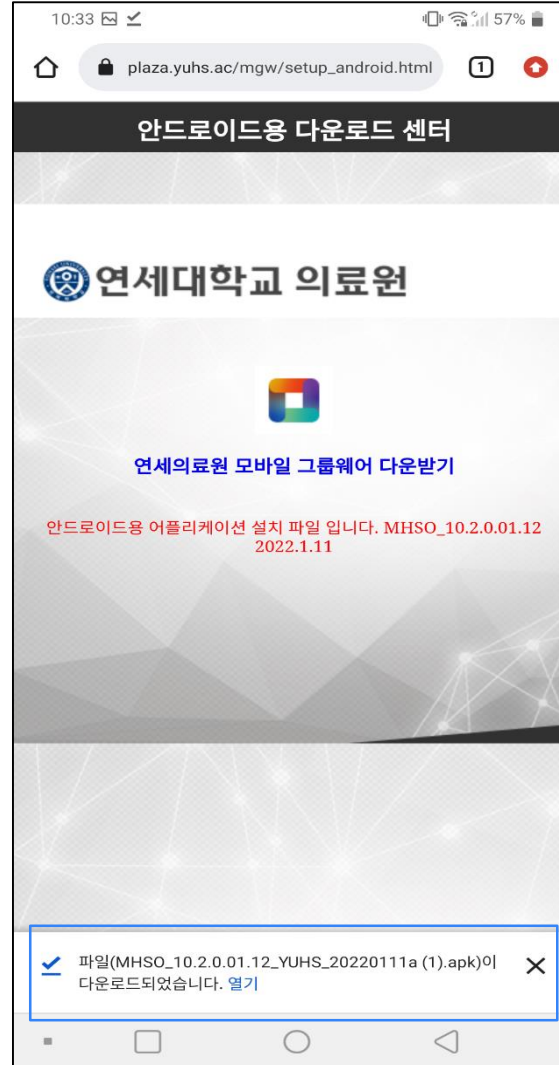 10:33 57%
plaza.yuhs.ac/mgw/setup_android.html 1
안드로이드용 다운로드 센터
연세대학교 의료원
연세의료원 모바일 그룹웨어 다운받기
안드로이드용 어플리케이션 설치 파일 입니다. MHSO_10.2.0.01.12
2022.1.11
파일(MHSO_10.2.0.01.12_YUHS_20220111a (1).apk)이
다운로드되었습니다. 열기